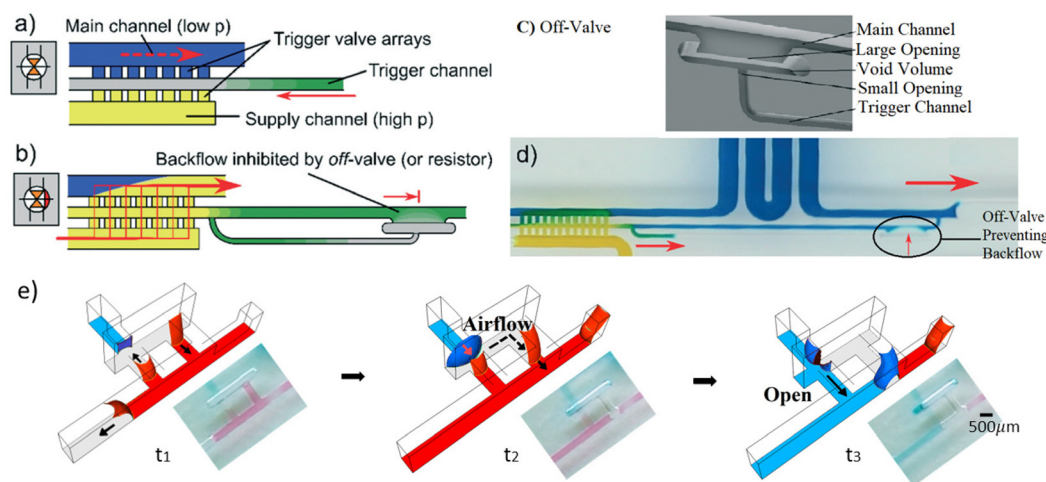 a)
Main channel (low p)
Trigger valve arrays
Trigger channel
Supply channel (high p)
b)
Backflow inhibited by off-valve (or resistor)
C) Off-Valve
Main Channel
Large Opening
Void Volume
Small Opening
Trigger Channel
d)
Off-Valve
Preventing
Backflow
e)
Airflow
Open
500μm
t1
t2
t3